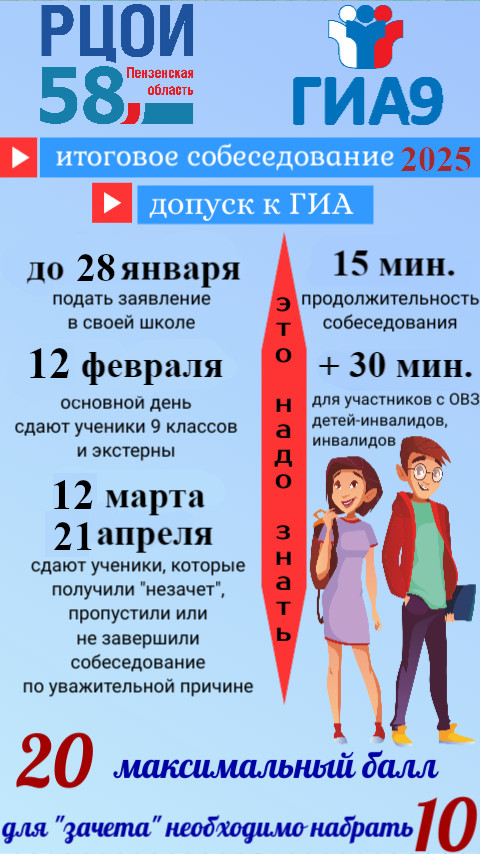 РЦОИ
58
Пензенская
область
ГИА9
итоговое собеседование 2025
допуск к ГИА
до 28 января
подать заявление
в своей школе
12 февраля
основной день
сдают ученики 9 классов
и экстерны
12 марта
21 апреля
сдают ученики, которые
получили "незачет",
пропустили или
не завершили
собеседование
по уважительной причине
это надо знать
15 мин.
продолжительность
собеседования
+ 30 мин.
для участников с ОВЗ
детей-инвалидов,
инвалидов
20 максимальный балл
для "зачета" необходимо набрать 10